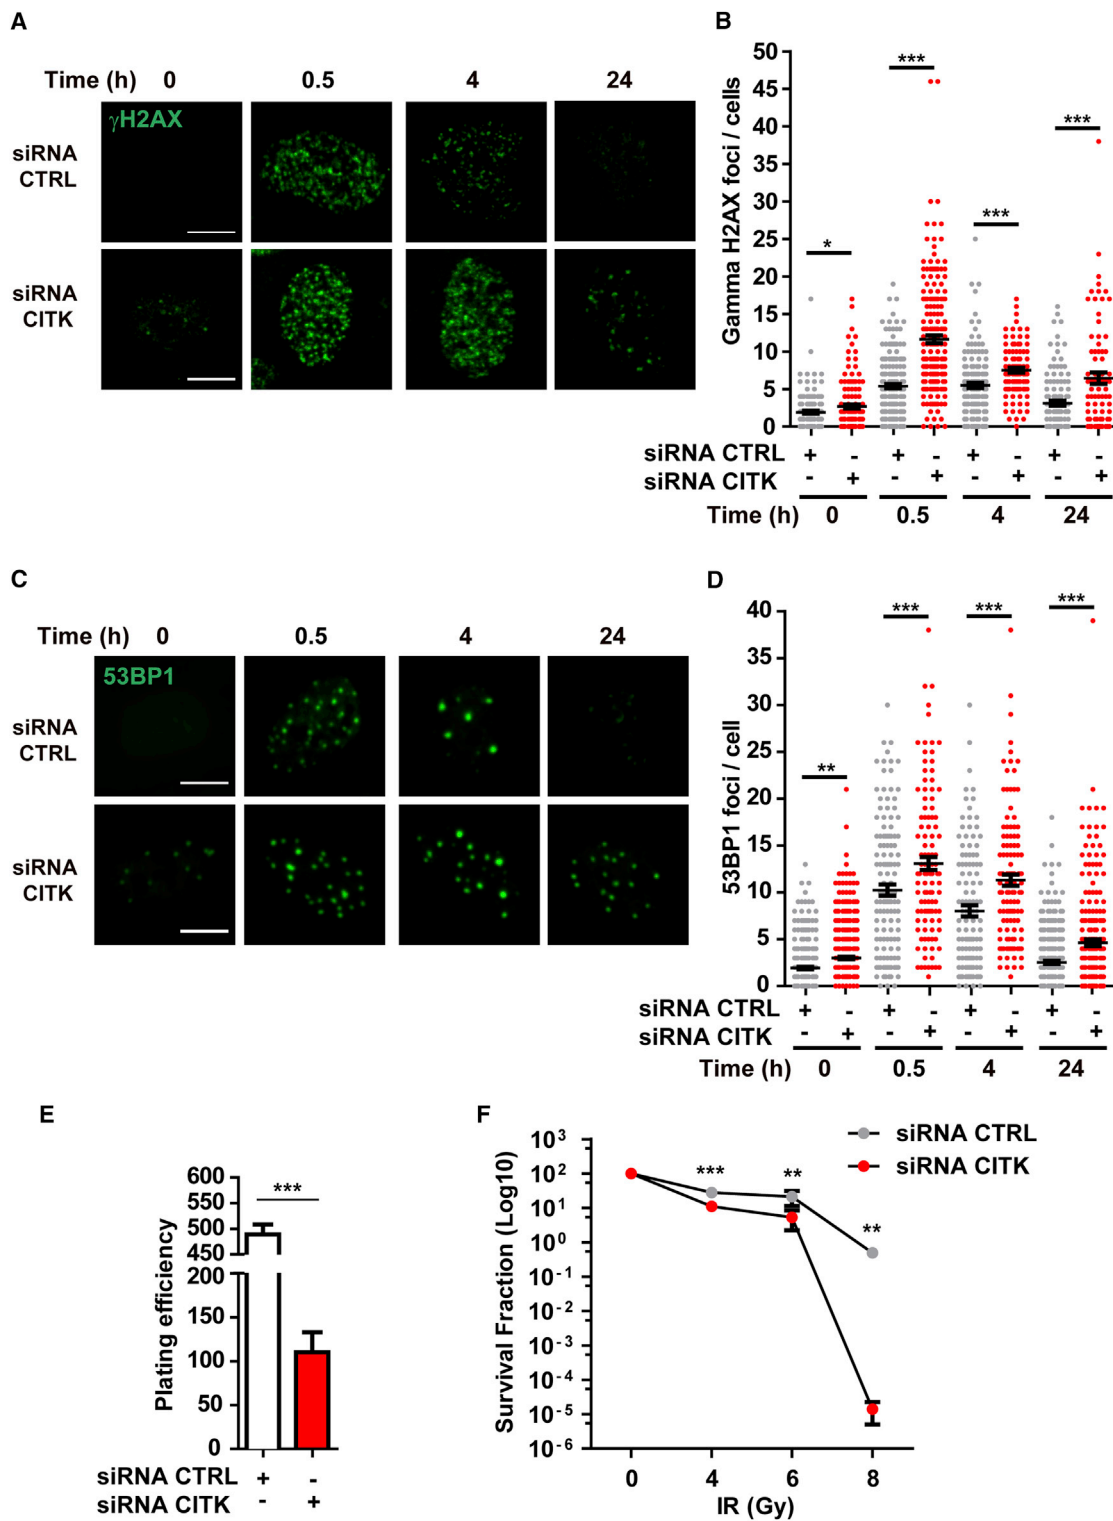 A
Time (h) 0 0.5 4 24
γH2AX
siRNA
CTRL
siRNA
CITK
B
Gamma H2AX foci / cells
50
45
40
35
30
25
20
15
10
5
0
* *** *** ***
siRNA CTRL + - + - + - + -
siRNA CITK - + - + - + - +
Time (h) 0 0.5 4 24
C
Time (h) 0 0.5 4 24
53BP1
siRNA
CTRL
siRNA
CITK
D
53BP1 foci / cell
40
35
30
25
20
15
10
5
0
** *** *** ***
siRNA CTRL + - + - + - + -
siRNA CITK - + - + - + - +
Time (h) 0 0.5 4 24
E
Plating efficiency
600
550
500
450
200
150
100
50
0
***
siRNA CTRL + -
siRNA CITK - +
F
siRNA CTRL
siRNA CITK
Survival Fraction (Log10)
10³
10²
10¹
10⁰
10⁻¹
10⁻²
10⁻³
10⁻⁴
10⁻⁵
10⁻⁶
*** ** **
0 4 6 8
IR (Gy)